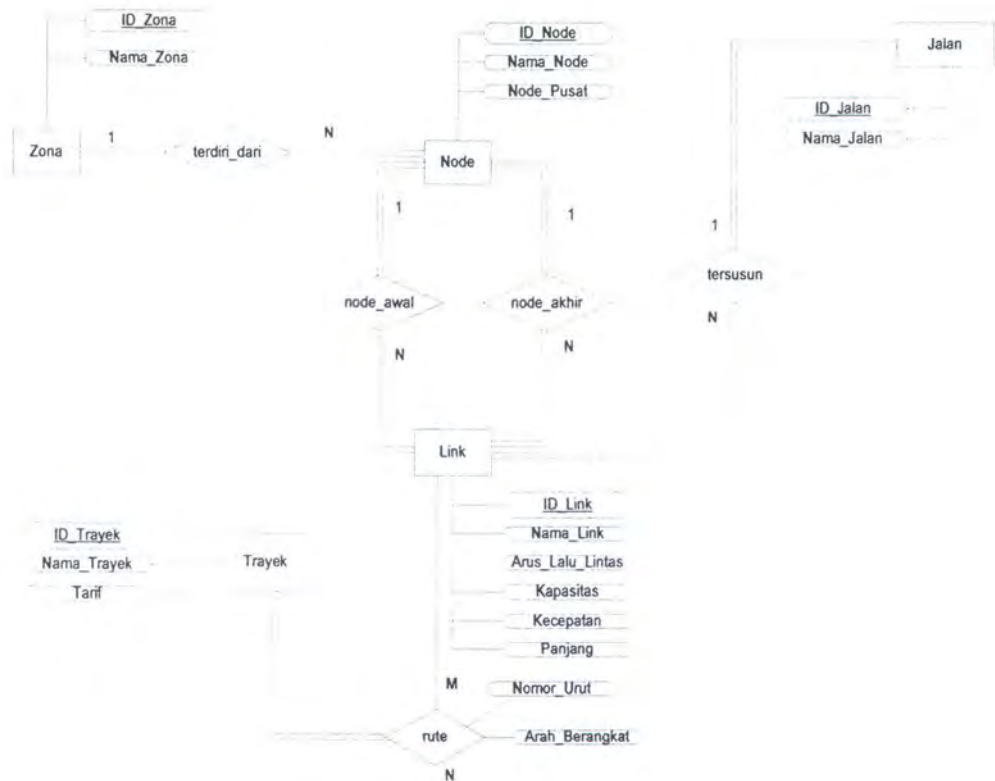 ID_Zona
Nama_Zona
ID_Node
Nama_Node
Node_Pusat
Jalan
ID_Jalan
Nama_Jalan
Zona
1
terdiri_dari
N
Node
1
1
1
node_awal
node_akhir
tersusun
N
N
N
Link
ID_Link
Nama_Link
Arus_Lalu_Lintas
Kapasitas
Kecepatan
Panjang
ID_Trayek
Nama_Trayek
Tarif
Trayek
M
Nomor_Urut
rute
Arah_Berangkat
N